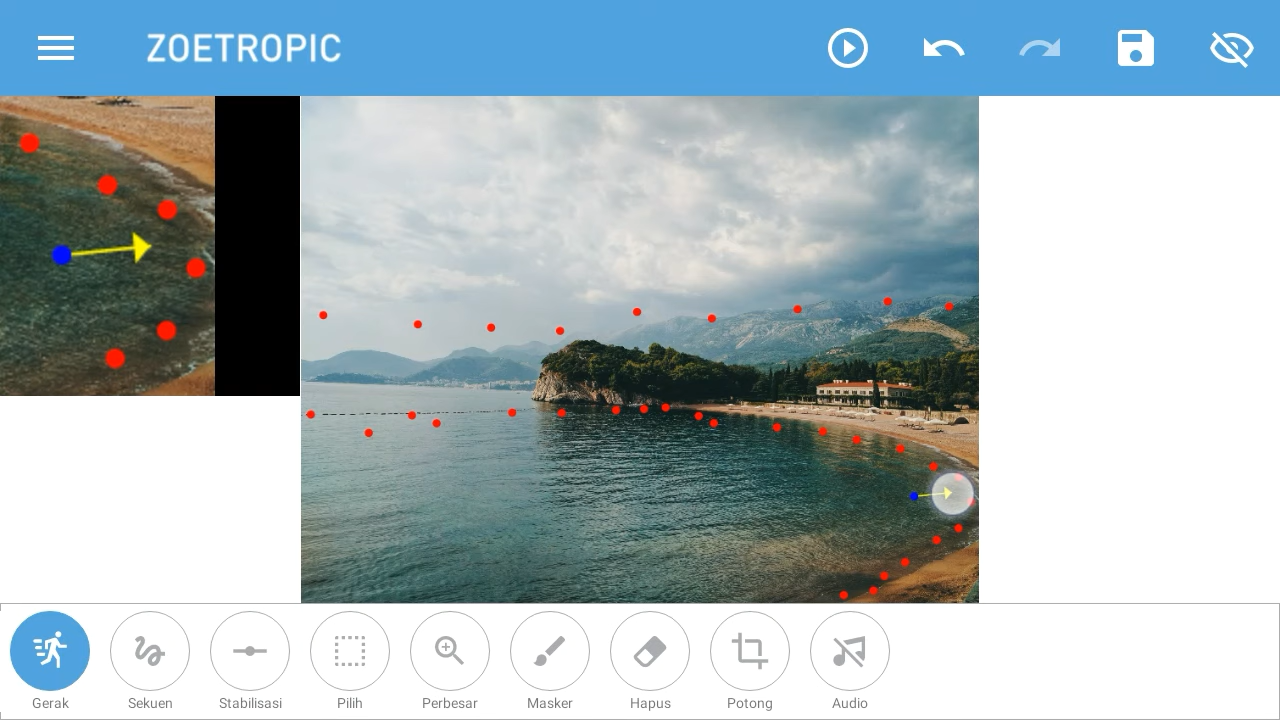 ZOETROPIC
Gerak
Sekuen
Stabilisasi
Pilih
Perbesar
Masker
Hapus
Potong
Audio